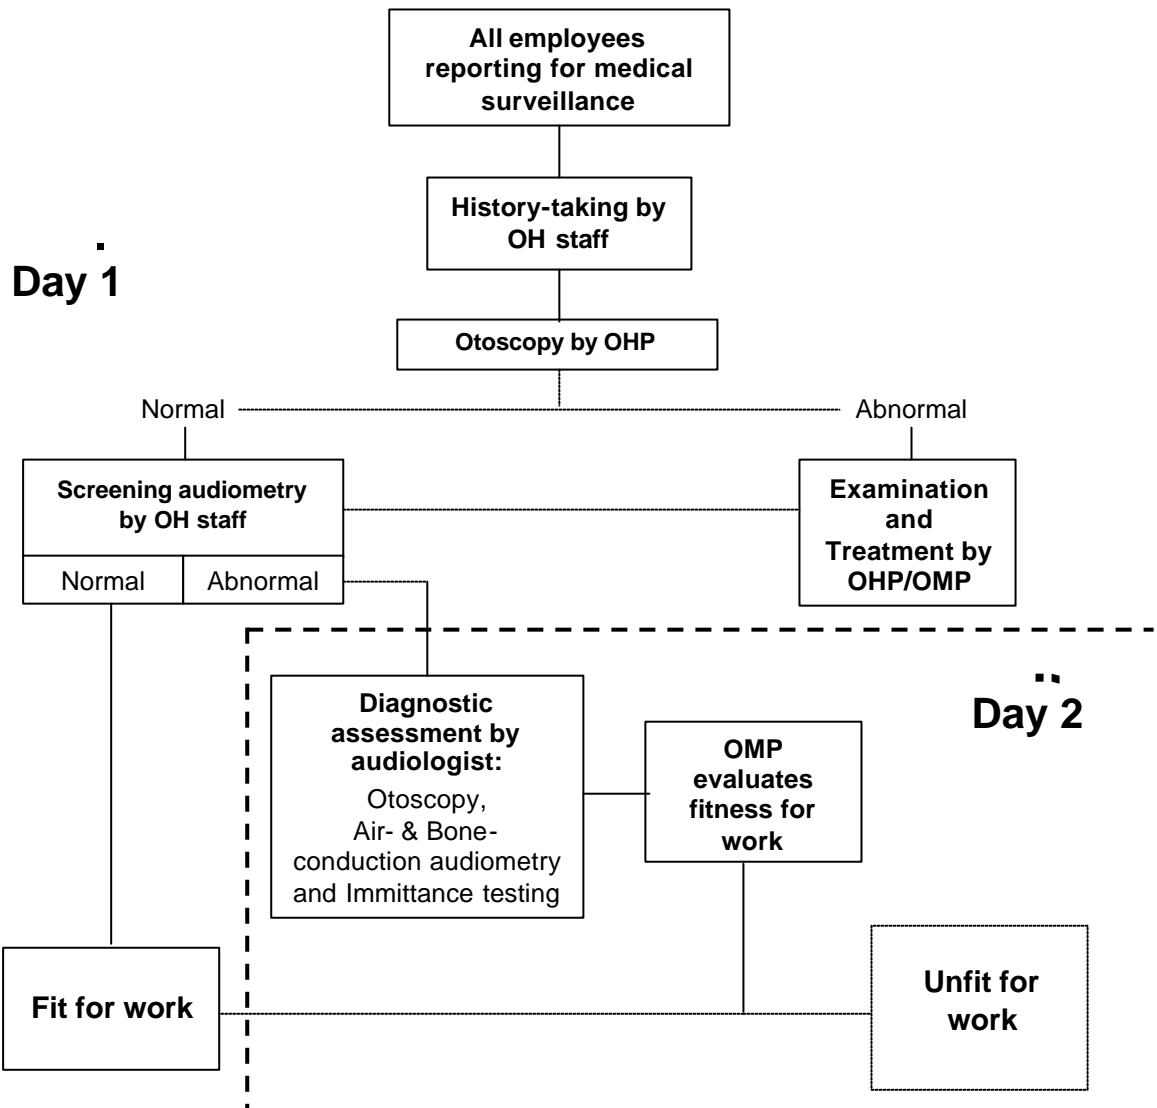 All employees
reporting for medical
surveillance
History-taking by
OH staff
Day 1
Otoscopy by OHP
Normal
Abnormal
Screening audiometry
by OH staff
Normal
Abnormal
Examination
and
Treatment by
OHP/OMP
Diagnostic
assessment by
audiologist:
Otoscopy,
Air- & Bone-
conduction audiometry
and Immittance testing
Day 2
OMP
evaluates
fitness for
work
Fit for work
Unfit for
work